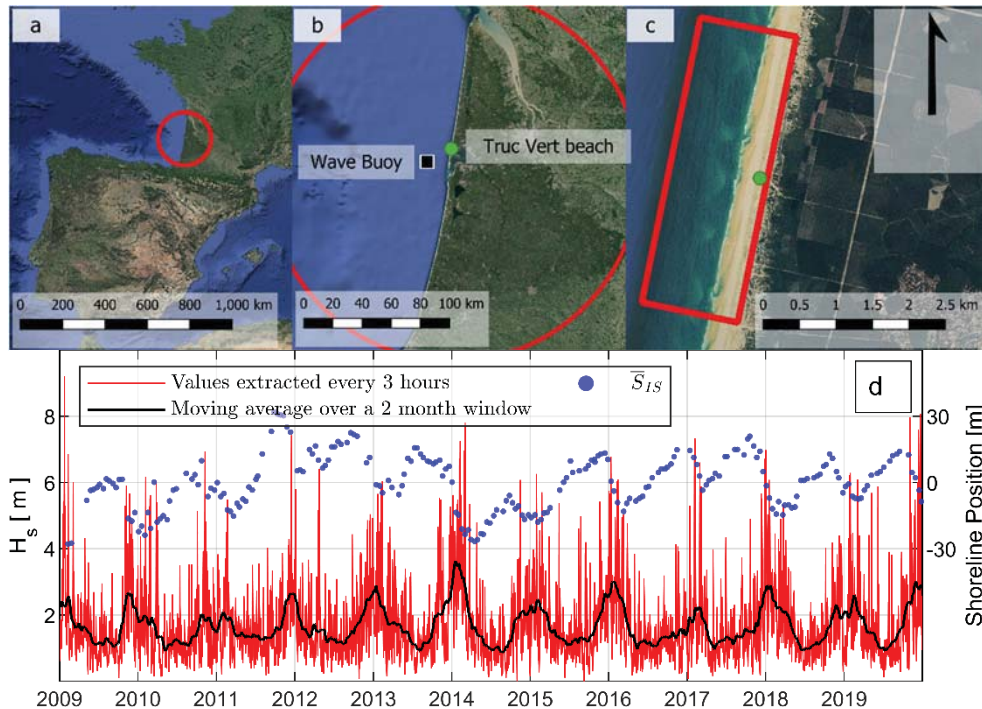 a
0 200 400 600 800 1,000 km
b
Wave Buoy
Truc Vert beach
0 20 40 60 80 100 km
c
0 0.5 1 1.5 2 2.5 km
Values extracted every 3 hours
Moving average over a 2 month window
S̅_IS
d
H_s [ m ]
8
6
4
2
30
0
-30
Shoreline Position [m]
2009 2010 2011 2012 2013 2014 2015 2016 2017 2018 2019